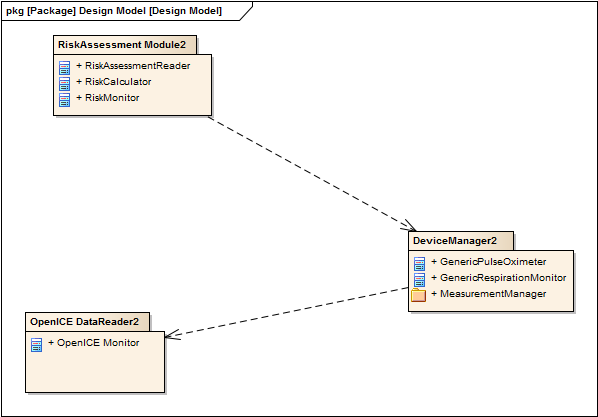 pkg [Package] Design Model [Design Model]
RiskAssessment Module2
+ RiskAssessmentReader
+ RiskCalculator
+ RiskMonitor
DeviceManager2
+ GenericPulseOximeter
+ GenericRespirationMonitor
+ MeasurementManager
OpenICE DataReader2
+ OpenICE Monitor